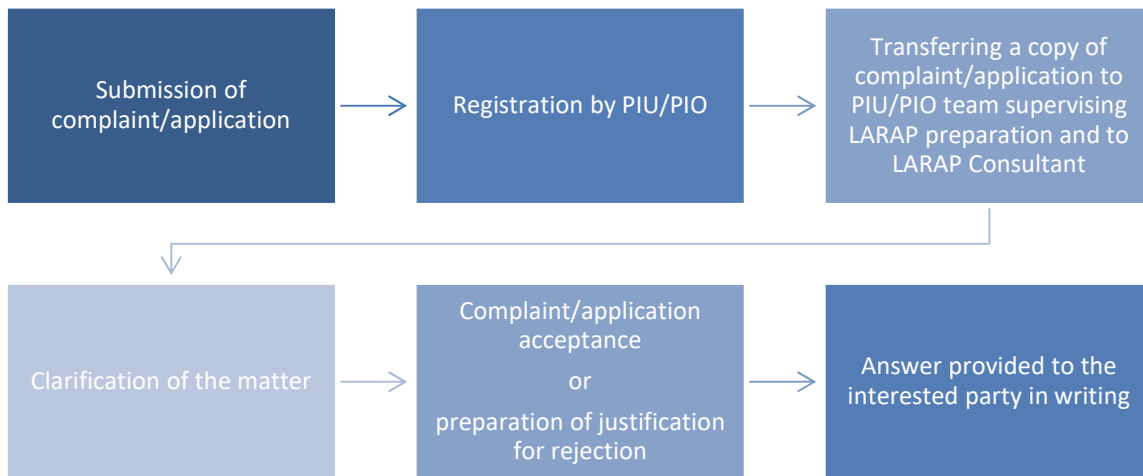 Submission of
complaint/application
Registration by PIU/PIO
Transferring a copy of
complaint/application to
PIU/PIO team supervising
LARAP preparation and to
LARAP Consultant
Clarification of the matter
Complaint/application
acceptance
or
preparation of justification
for rejection
Answer provided to the
interested party in writing